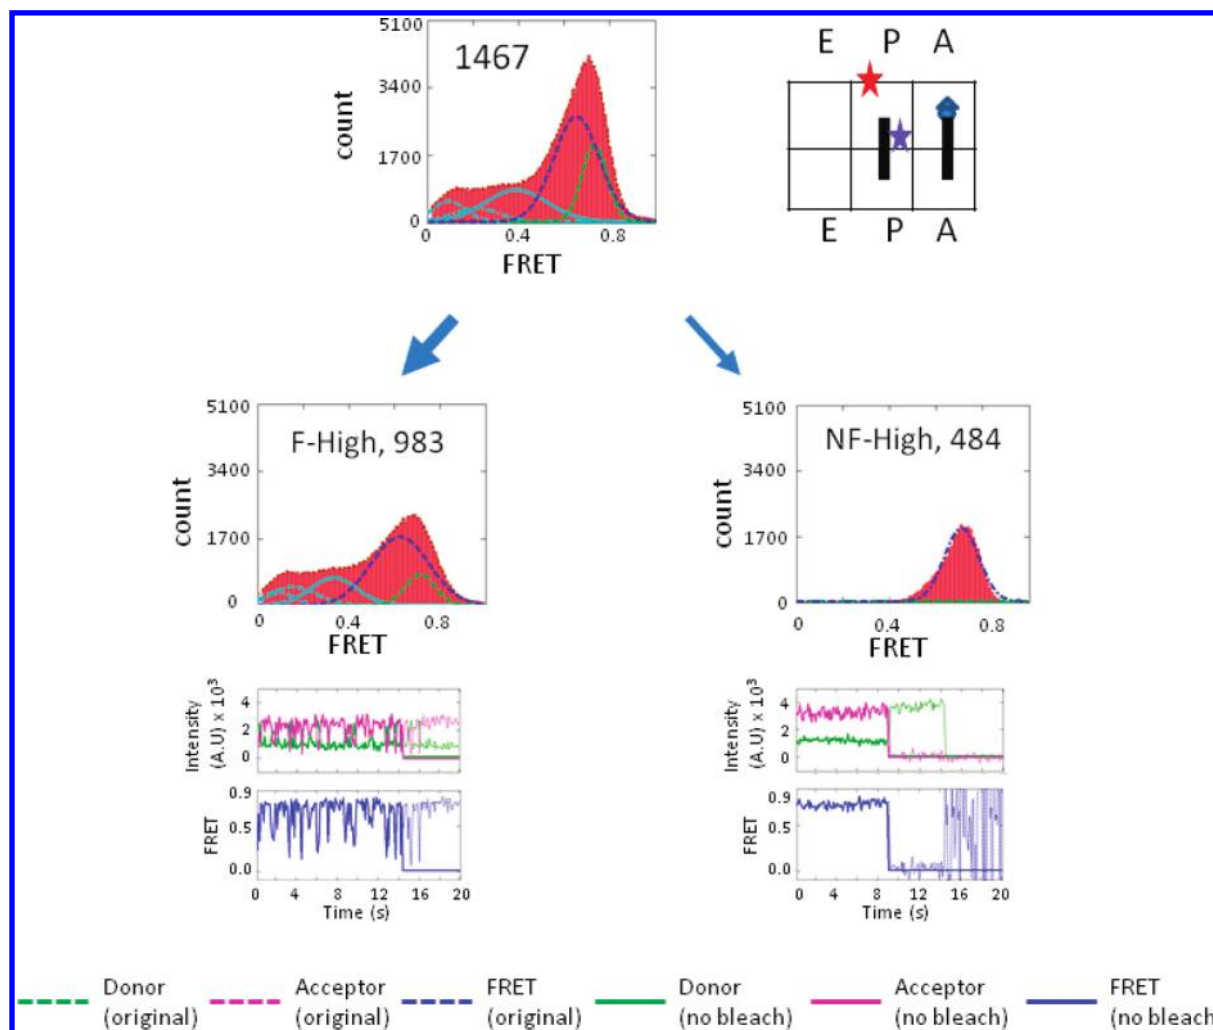 5100
1467
3400
count
1700
0
0 0.4 0.8
FRET
E P A
E P A
5100
F-High, 983
3400
count
1700
0
0 0.4 0.8
FRET
5100
NF-High, 484
3400
count
1700
0
0 0.4 0.8
FRET
Intensity
(A.U) x 10³
4
2
0
FRET
0.9
0.5
0.0
0 4 8 12 16 20
Time (s)
Intensity
(A.U) x 10³
4
2
0
FRET
0.9
0.5
0.0
0 4 8 12 16 20
Time (s)
Donor
(original)
Acceptor
(original)
FRET
(original)
Donor
(no bleach)
Acceptor
(no bleach)
FRET
(no bleach)